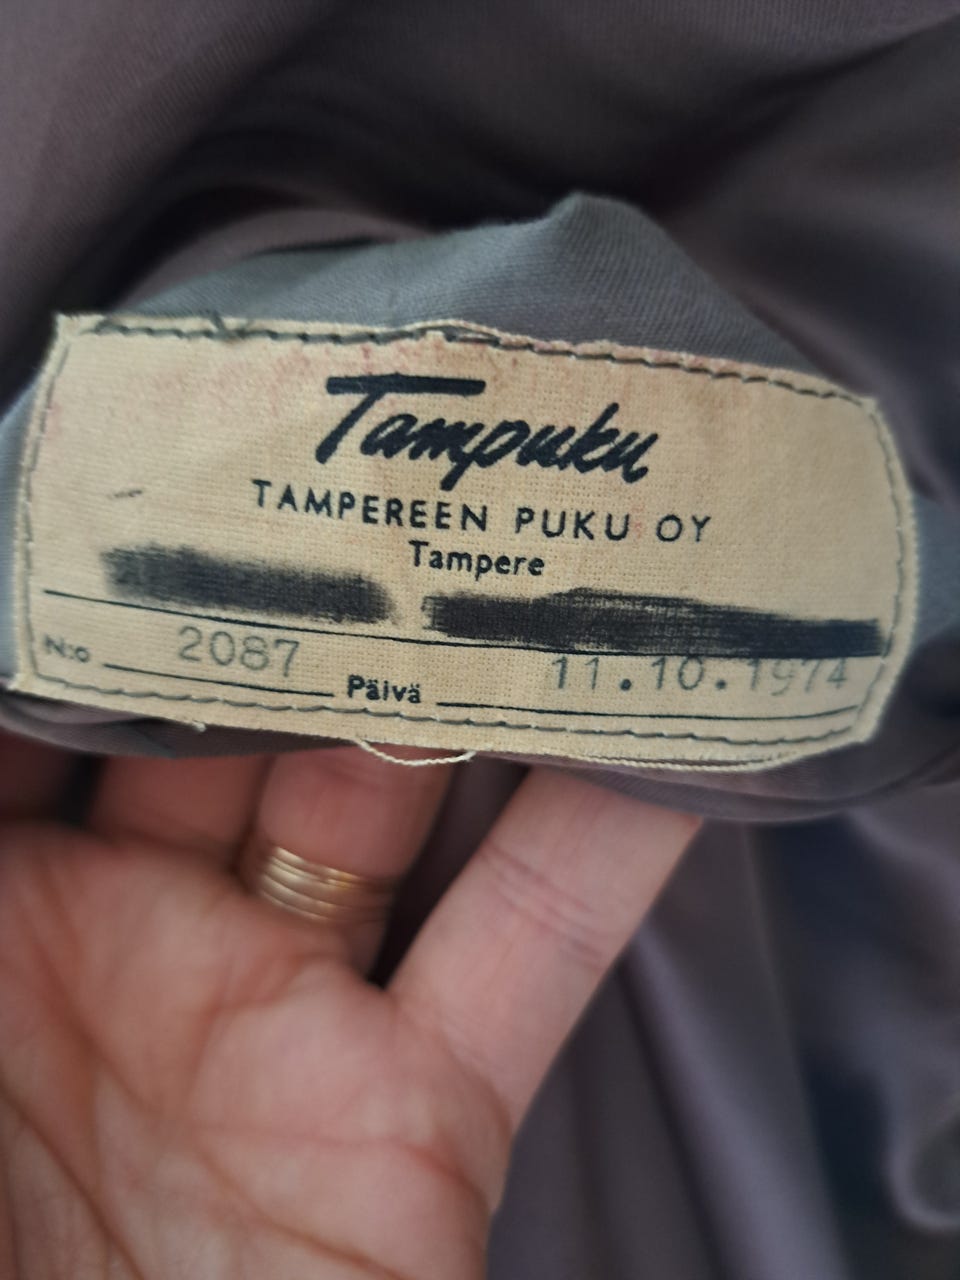 Tampuku
TAMPEREEN PUKU OY
Tampere
N:o 2087 Päivä 11.10.1974